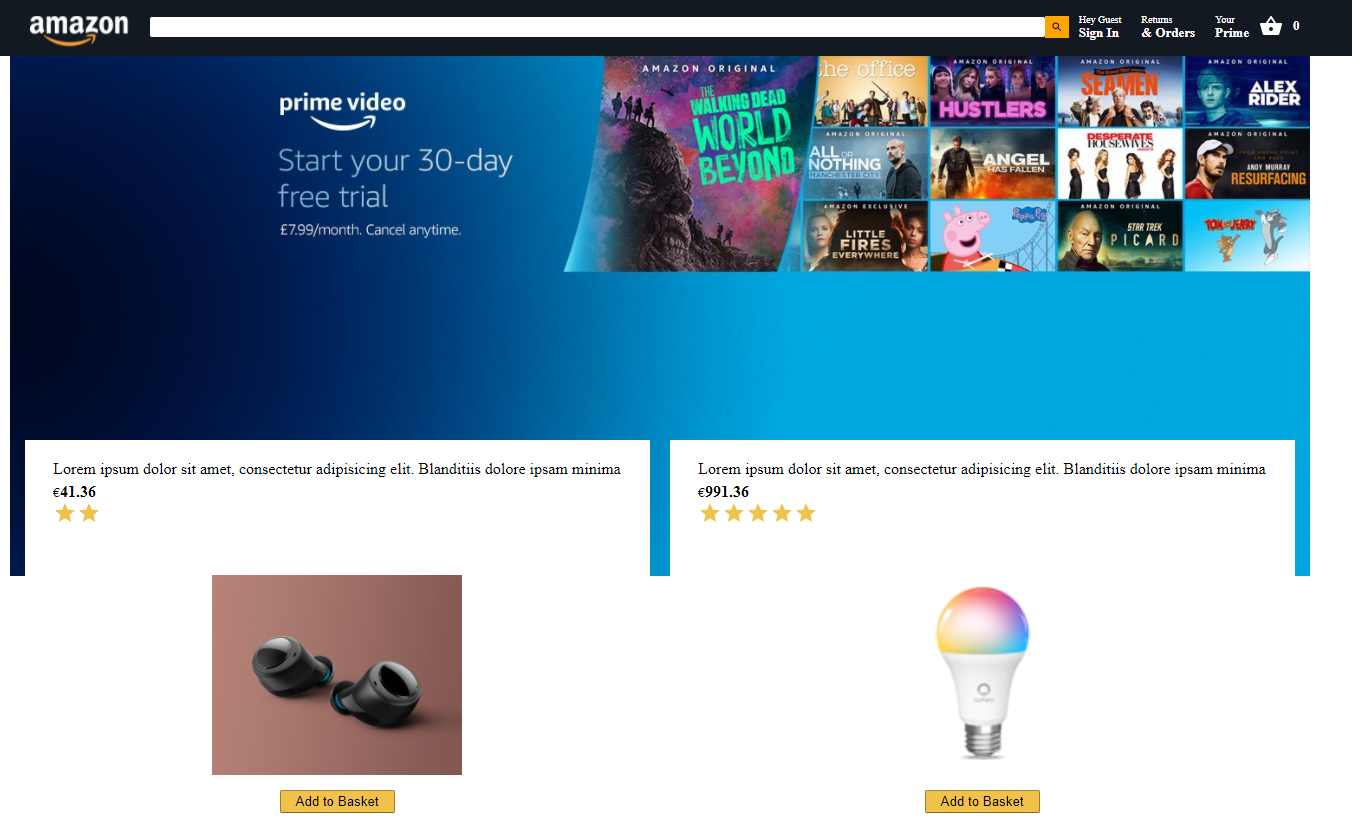 amazon
Hey Guest
Sign In
Returns
& Orders
Your
Prime
0
prime video
Start your 30-day
free trial
£7.99/month. Cancel anytime.
AMAZON ORIGINAL
THE
WALKING DEAD
WORLD
BEYOND
the office
AMAZON ORIGINAL
HUSTLERS
AMAZON ORIGINAL
SEAMEN
AMAZON ORIGINAL
ALEX
RIDER
AMAZON ORIGINAL
ALL OR
NOTHING
MANCHESTER CITY
ANGEL
HAS FALLEN
DESPERATE
HOUSEWIVES
AMAZON ORIGINAL
ANDY MURRAY
RESURFACING
AMAZON EXCLUSIVE
LITTLE
FIRES
EVERYWHERE
Peppa Pig
AMAZON ORIGINAL
STAR TREK
PICARD
TOM AND JERRY
Lorem ipsum dolor sit amet, consectetur adipisicing elit. Blanditiis dolore ipsam minima
€41.36
Lorem ipsum dolor sit amet, consectetur adipisicing elit. Blanditiis dolore ipsam minima
€991.36
Add to Basket
Add to Basket